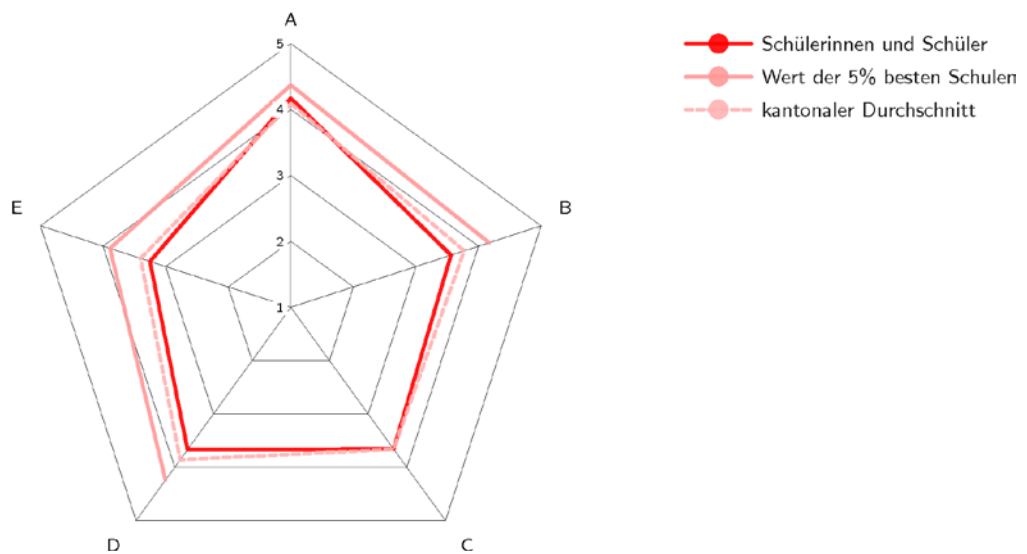 A
5
4
3
2
1
B
C
D
E
Schülerinnen und Schüler
Wert der 5% besten Schulen
kantonaler Durchschnitt